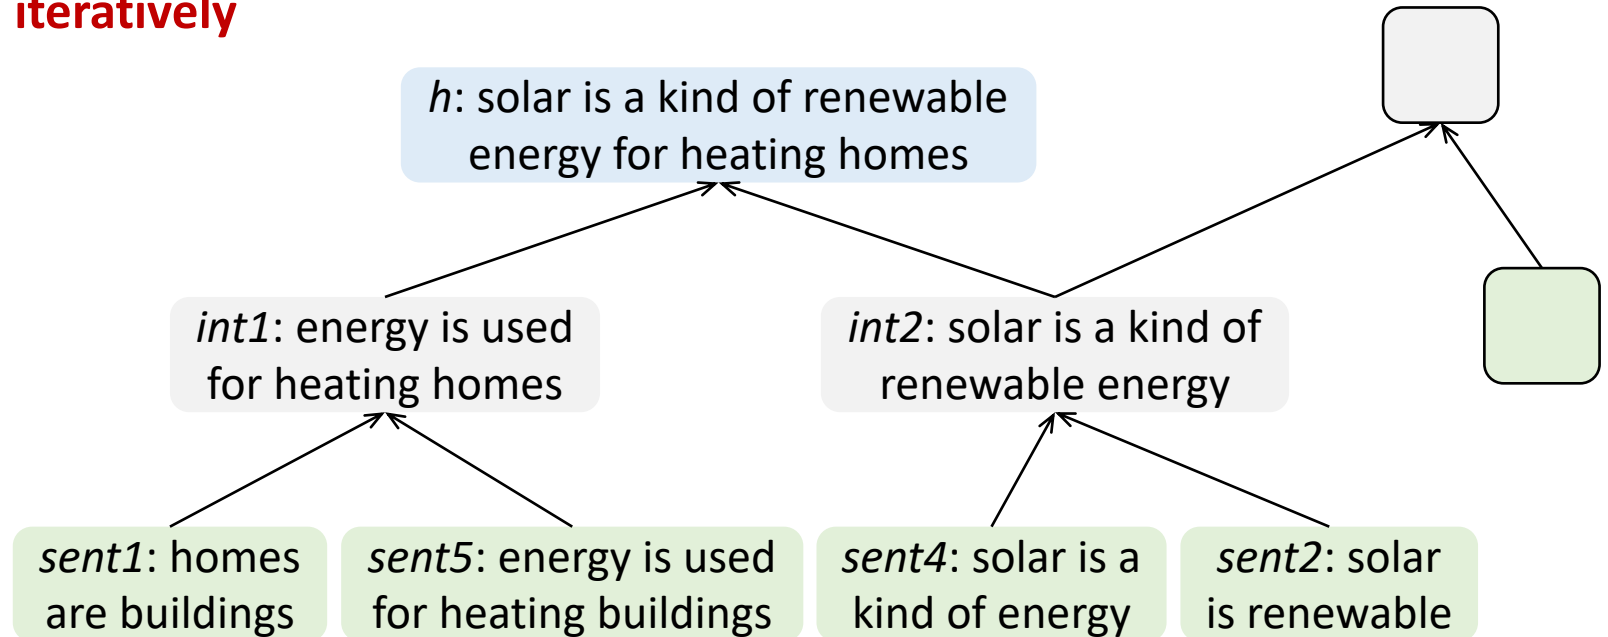 iteratively
h: solar is a kind of renewable
energy for heating homes
int1: energy is used
for heating homes
int2: solar is a kind of
renewable energy
sent1: homes
are buildings
sent5: energy is used
for heating buildings
sent4: solar is a
kind of energy
sent2: solar
is renewable